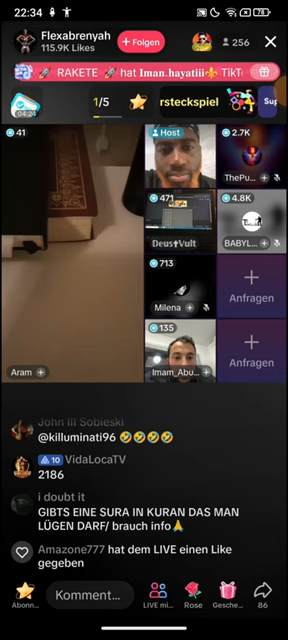 22:34
78
Flexabrenyah
115.9K Likes
+ Folgen
256
🚀 RAKETE 🚀 hat Iman.hayatiii⚜️ TikTo
04:24
1/5
rsteckspiel
Sup
41
Host
2.7K
ThePu...
471
Deus✝Vult
4.8K
BABYL...
713
Milena
Anfragen
135
Imam_Abu...
Anfragen
Aram
John III Sobieski
@killuminati96 🤣🤣🤣🤣
10 VidaLocaTV
2186
i doubt it
GIBTS EINE SURA IN KURAN DAS MAN
LÜGEN DARF/ brauch info🙏
Amazone777 hat dem LIVE einen Like
gegeben
Komment...
Abonn...
LIVE mi...
Rose
Gesche...
86